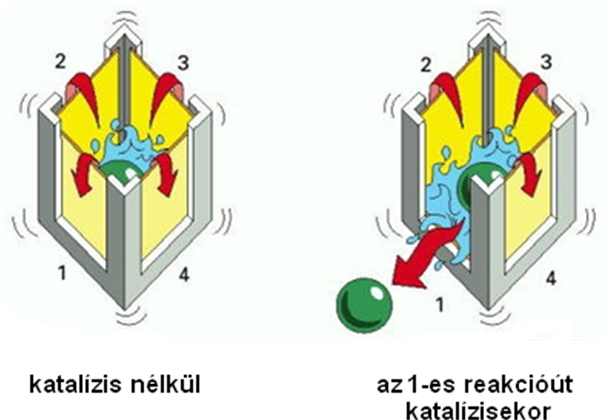 2 3
1 4
2 3
1 4
katalízis nélkül
az 1-es reakcióút
katalízisekor